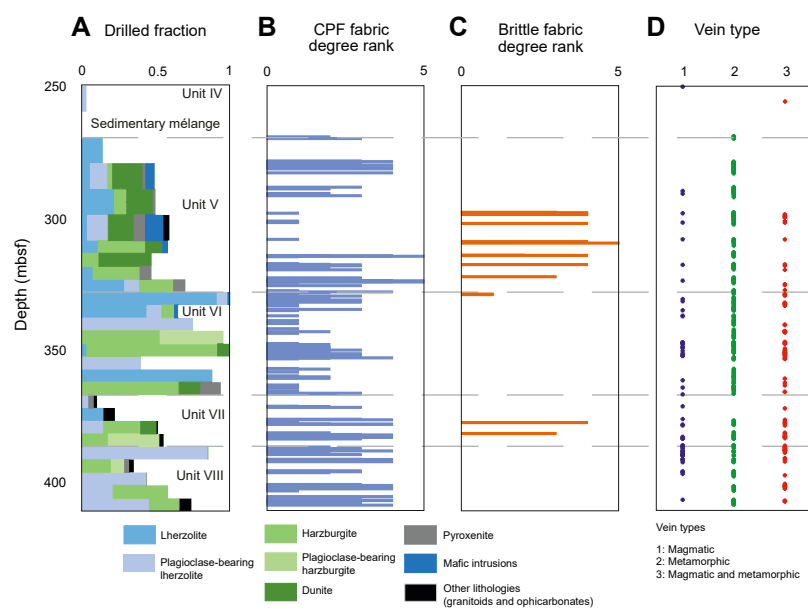 A Drilled fraction
B CPF fabric
degree rank
C Brittle fabric
degree rank
D Vein type
0 0.5 1
0 5
0 5
1 2 3
Depth (mbsf)
250
300
350
400
Unit IV
Sedimentary mélange
Unit V
Unit VI
Unit VII
Unit VIII
Lherzolite
Plagioclase-bearing
lherzolite
Harzburgite
Plagioclase-bearing
harzburgite
Dunite
Pyroxenite
Mafic intrusions
Other lithologies
(granitoids and ophicarbonates)
Vein types
1: Magmatic
2: Metamorphic
3: Magmatic and metamorphic